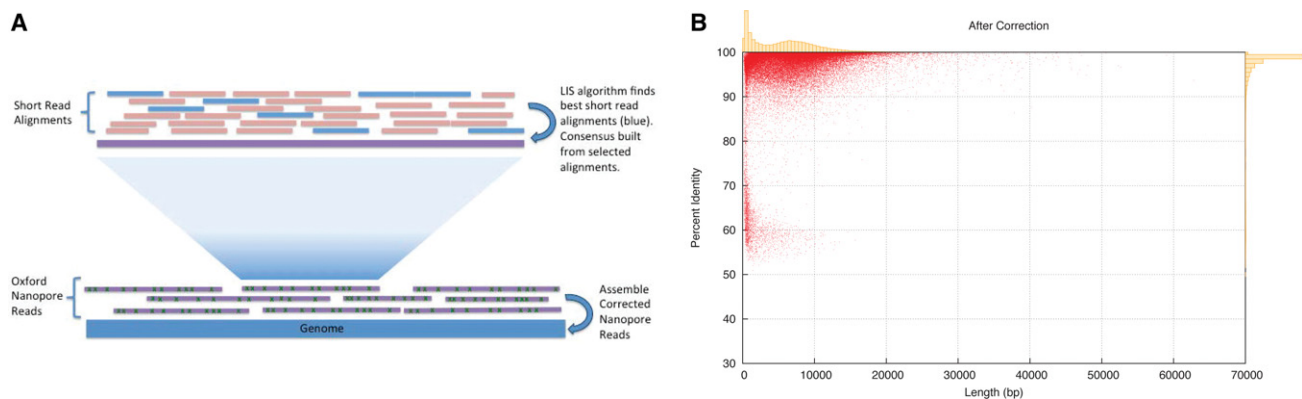 A
Short Read
Alignments
LIS algorithm finds
best short read
alignments (blue).
Consensus built
from selected
alignments.
Oxford
Nanopore
Reads
Assemble
Corrected
Nanopore
Reads
Genome
B
After Correction
Percent Identity
100
90
80
70
60
50
40
30
0
10000
20000
30000
40000
50000
60000
70000
Length (bp)